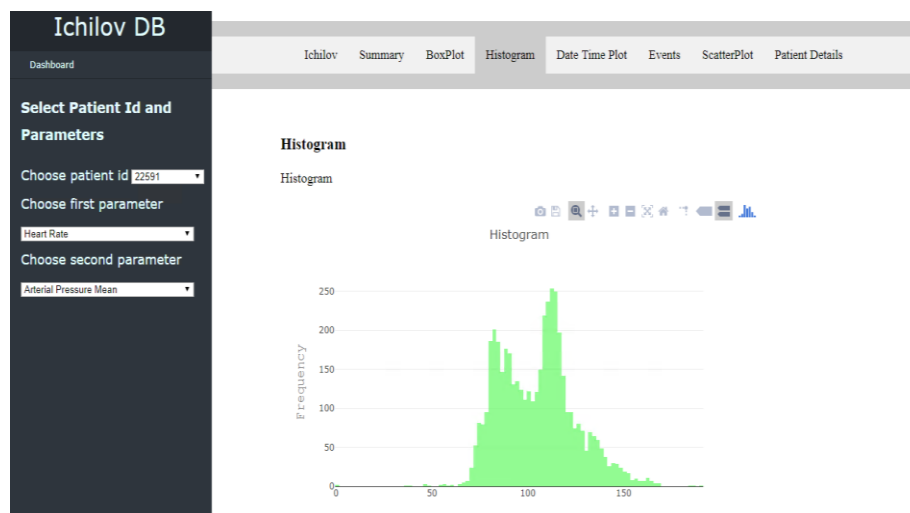 Ichilov DB
Dashboard
Select Patient Id and
Parameters
Choose patient id 22591
Choose first parameter
Heart Rate
Choose second parameter
Arterial Pressure Mean
Ichilov Summary BoxPlot Histogram Date Time Plot Events ScatterPlot Patient Details
Histogram
Histogram
Histogram
Frequency
250
200
150
100
50
0
0 50 100 150